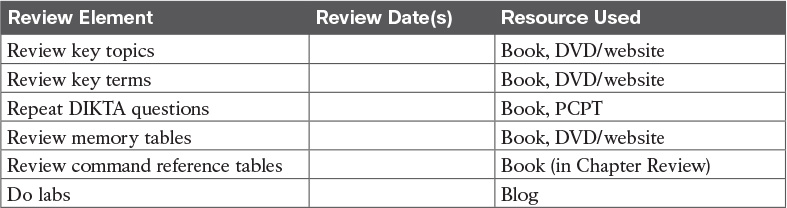 Review Element Review Date(s) Resource Used
Review key topics Book, DVD/website
Review key terms Book, DVD/website
Repeat DIKTA questions Book, PCPT
Review memory tables Book, DVD/website
Review command reference tables Book (in Chapter Review)
Do labs Blog